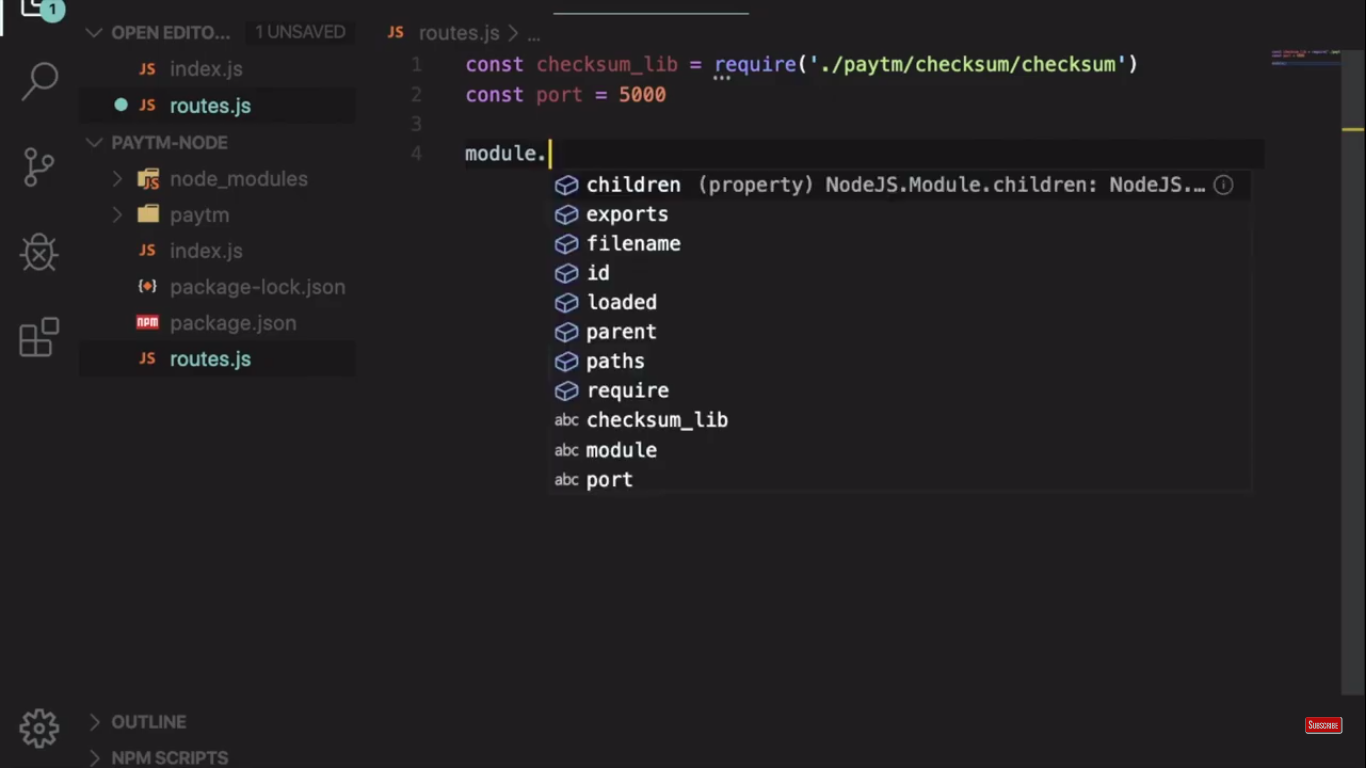 1
OPEN EDITO... 1 UNSAVED
JS index.js
JS routes.js
PAYTM-NODE
JS node_modules
paytm
JS index.js
package-lock.json
npm package.json
JS routes.js
OUTLINE
NPM SCRIPTS
JS routes.js > ...
1 const checksum_lib = require('./paytm/checksum/checksum')
2 const port = 5000
3
4 module.
children (property) NodeJS.Module.children: NodeJS.…
exports
filename
id
loaded
parent
paths
require
abc checksum_lib
abc module
abc port
SUBSCRIBE